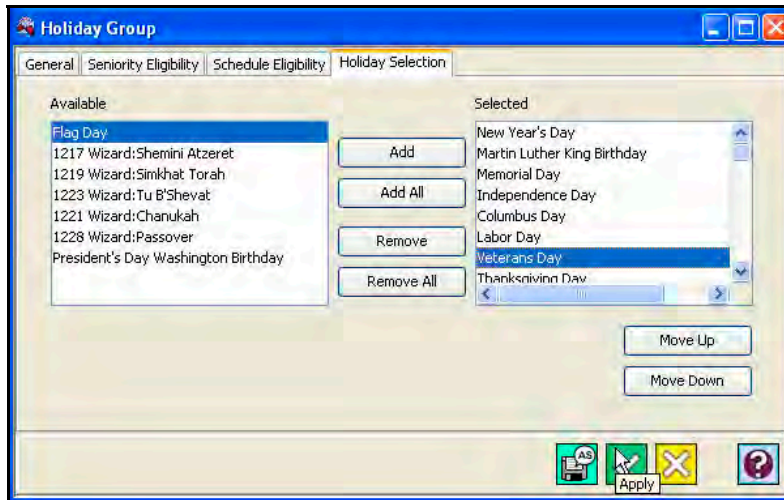 Holiday Group
General Seniority Eligibility Schedule Eligibility Holiday Selection
Available
Flag Day
1217 Wizard:Shemini Atzeret
1219 Wizard:Simkhat Torah
1223 Wizard:Tu B'Shevat
1221 Wizard:Chanukah
1228 Wizard:Passover
President's Day Washington Birthday
Add
Add All
Remove
Remove All
Selected
New Year's Day
Martin Luther King Birthday
Memorial Day
Independence Day
Columbus Day
Labor Day
Veterans Day
Thanksgiving Day
Move Up
Move Down
AS
?
Apply